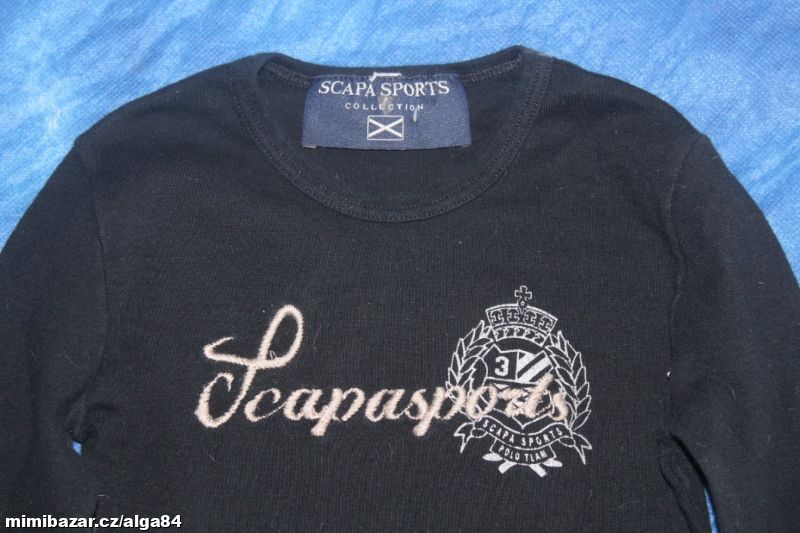 SCAPA SPORTS
COLLECTION
3
Scapasports
SCAPA SPORTS
POLO TEAM
mimibazar.cz/alga84